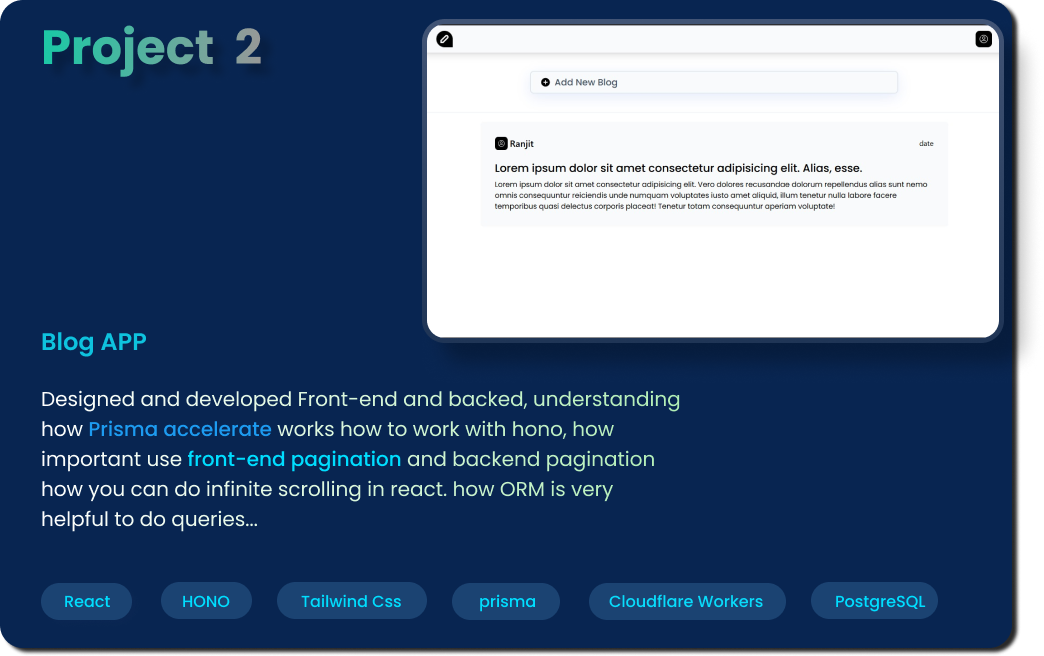 Project 2
Add New Blog
Ranjit
date
Lorem ipsum dolor sit amet consectetur adipisicing elit. Alias, esse.
Lorem ipsum dolor sit amet consectetur adipisicing elit. Vero dolores recusandae dolorum repellendus alias sunt nemo
omnis consequuntur reiciendis unde numquam voluptates iusto amet aliquid, illum tenetur nulla labore facere
temporibus quasi delectus corporis placeat! Tenetur totam consequuntur aperiam voluptate!
Blog APP
Designed and developed Front-end and backed, understanding
how Prisma accelerate works how to work with hono, how
important use front-end pagination and backend pagination
how you can do infinite scrolling in react. how ORM is very
helpful to do queries...
React HONO Tailwind Css prisma Cloudflare Workers PostgreSQL